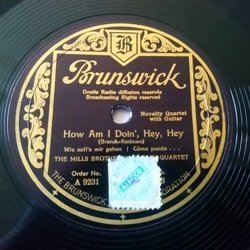 B
Brunswick
Droits Radio diffusion reservés
Broadcasting Rights reserved
Novelty Quartet
with Guitar
How Am I Doin', Hey, Hey
(Branch-Redman)
Wie soll's mir gehen | Cómo puedo ...
THE MILLS BROTHERS QUARTET
Order No.
A 9231
THE BRUNSWICK CORPORATION